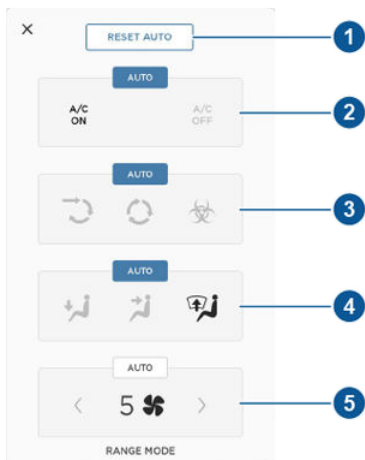 RESET AUTO
1
AUTO
A/C ON
A/C OFF
2
AUTO
3
AUTO
4
AUTO
5
5
RANGE MODE